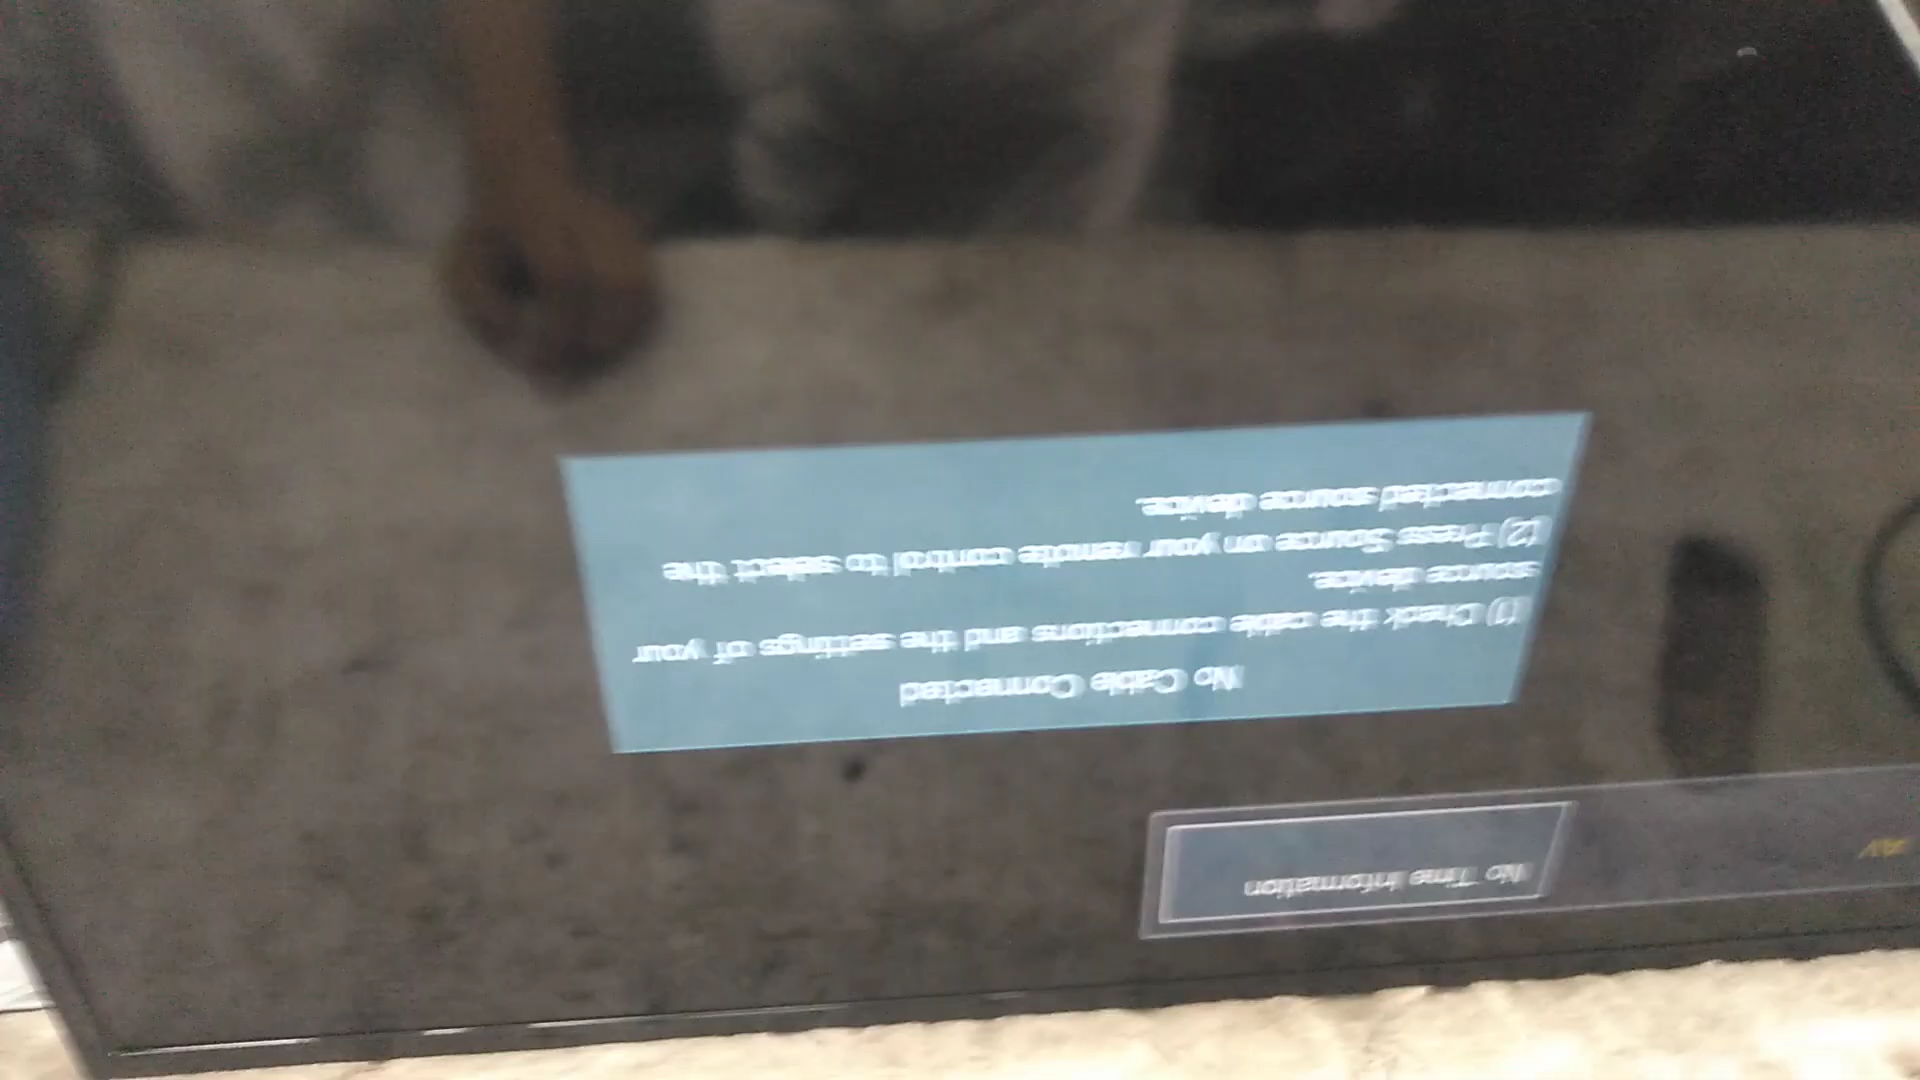 AV
No Time Information
No Cable Connected
(1) Check the cable connections and the settings of your
source device.
(2) Press Source on your remote control to select the
connected source device.